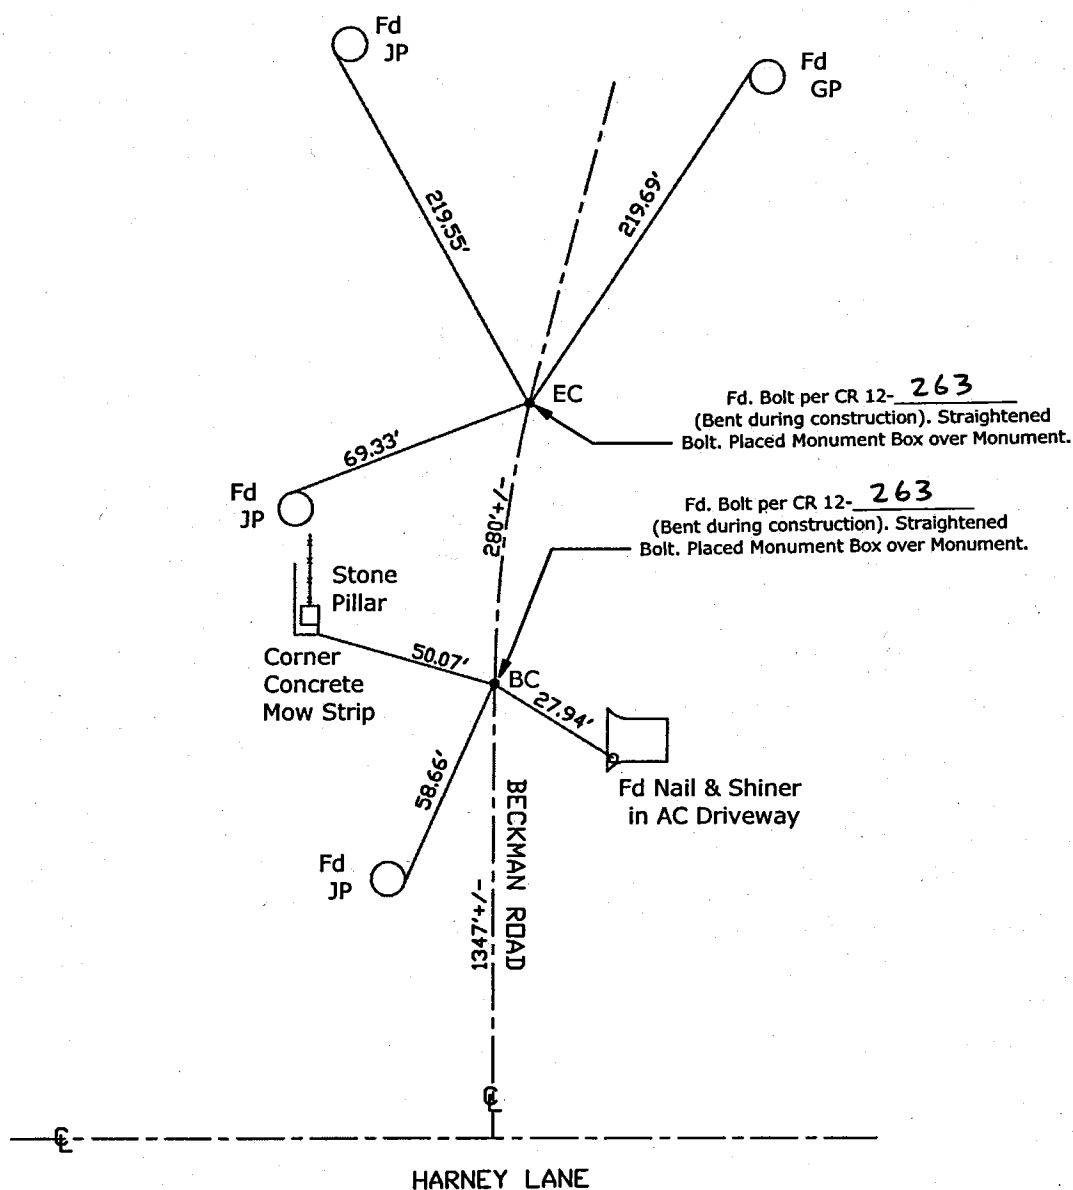 Fd
JP
Fd
GP
219.55'
219.69'
EC
Fd. Bolt per CR 12- 263
(Bent during construction). Straightened
Bolt. Placed Monument Box over Monument.
69.33'
Fd
JP
280'+/-
Fd. Bolt per CR 12- 263
(Bent during construction). Straightened
Bolt. Placed Monument Box over Monument.
Stone
Pillar
50.07'
Corner
Concrete
Mow Strip
BC
27.94'
58.66'
Fd Nail & Shiner
in AC Driveway
BECKMAN ROAD
Fd
JP
1347'+/-
CL
CL
HARNEY LANE